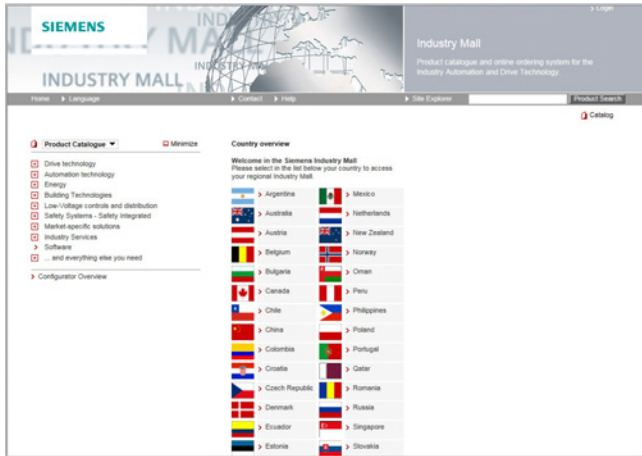 Login
SIEMENS
INDUSTRY MALL
Industry Mall
Product catalogue and online ordering system for the
Industry Automation and Drive Technology.
Home Language Contact Help Site Explorer Product Search
Catalog
Product Catalogue Minimize
Drive technology
Automation technology
Energy
Building Technologies
Low-Voltage controls and distribution
Safety Systems - Safety Integrated
Market-specific solutions
Industry Services
Software
... and everything else you need
Configurator Overview
Country overview
Welcome in the Siemens Industry Mall
Please select in the list below your country to access
your regional Industry Mall.
Argentina Mexico
Australia Netherlands
Austria New Zealand
Belgium Norway
Bulgaria Oman
Canada Peru
Chile Philippines
China Poland
Colombia Portugal
Croatia Qatar
Czech Republic Romania
Denmark Russia
Ecuador Singapore
Estonia Slovakia